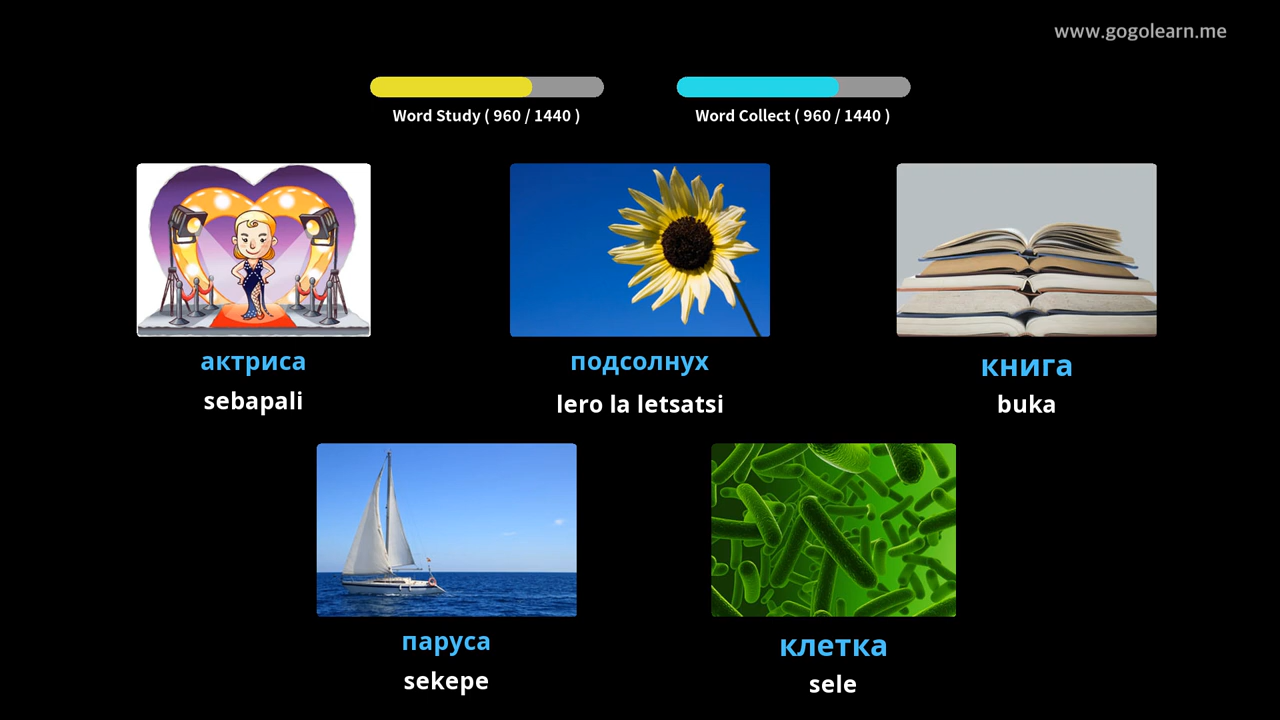 www.gogolearn.me
Word Study ( 960 / 1440 )
Word Collect ( 960 / 1440 )
актриса
sebapali
подсолнух
lero la letsatsi
книга
buka
паруса
sekepe
клетка
sele